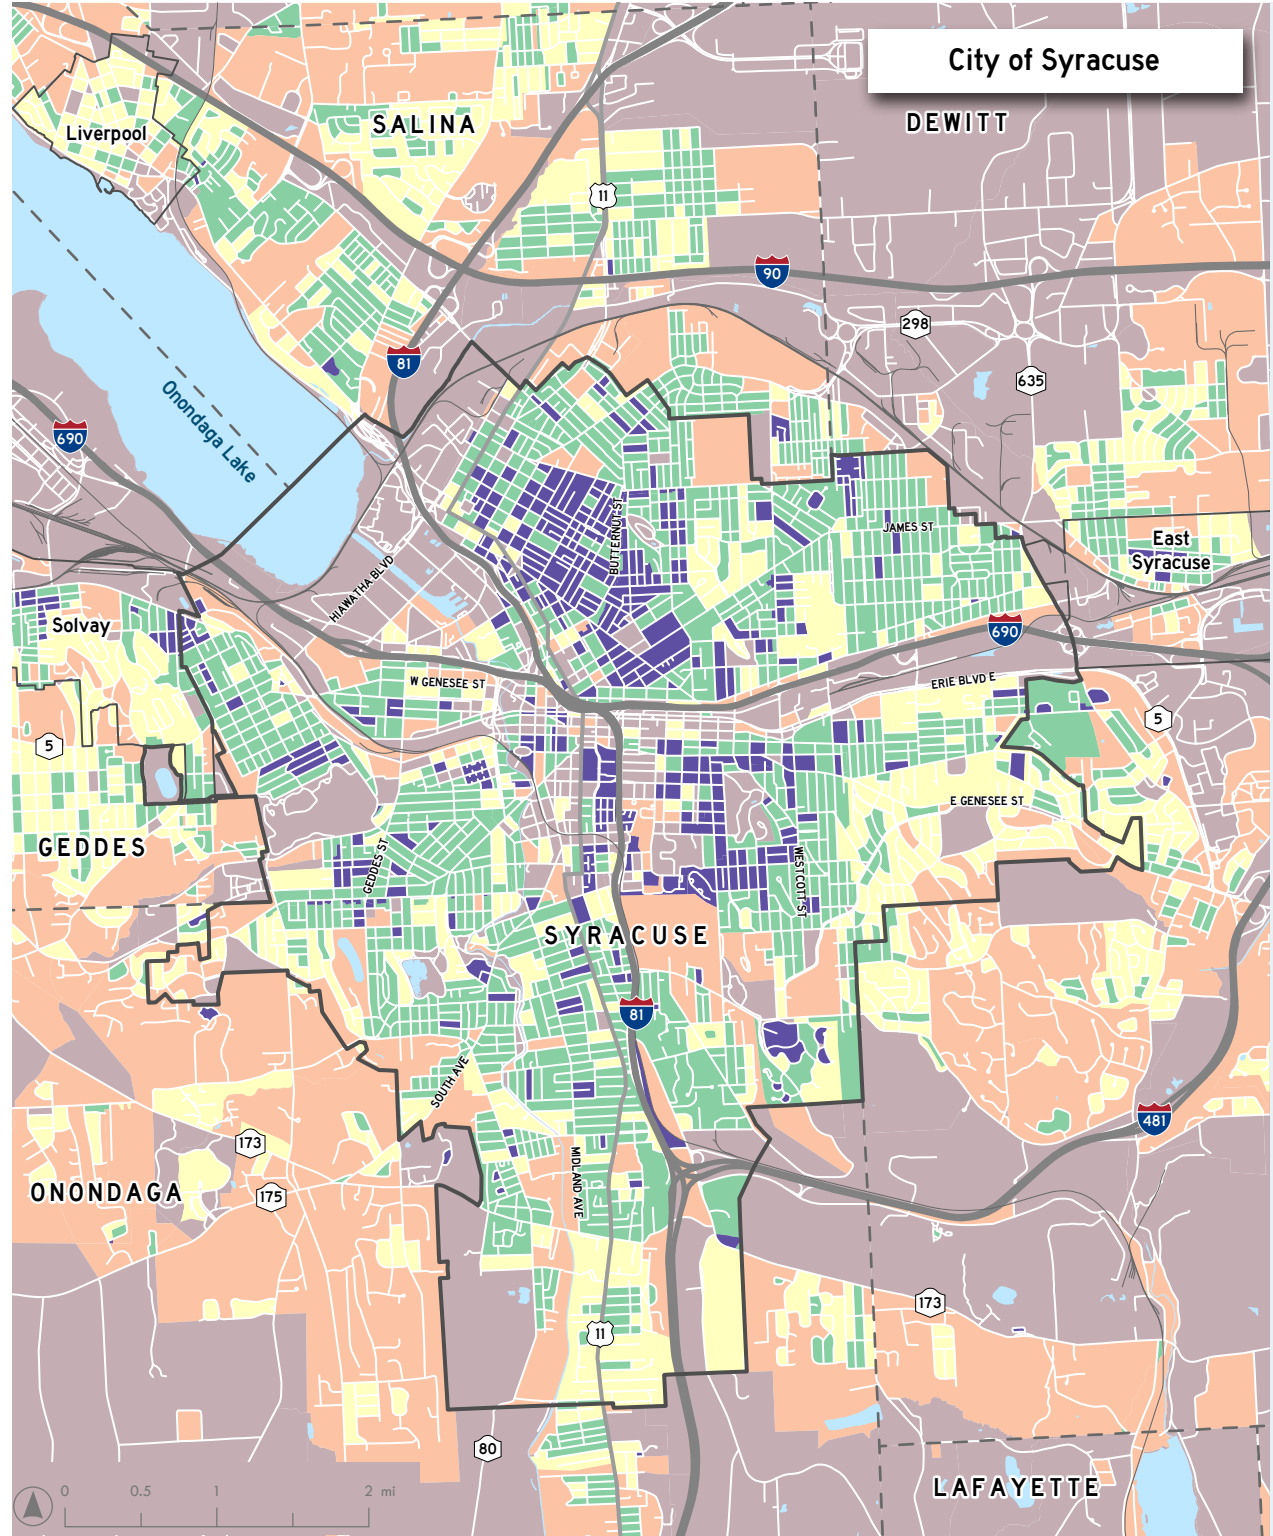 City of Syracuse
SALINA
DEWITT
Liverpool
11
90
298
81
635
Onondaga Lake
690
BUTTERNUT ST
JAMES ST
East
Syracuse
HIAWATHA BLVD
Solvay
690
W GENESEE ST
ERIE BLVD E
5
5
E GENESEE ST
GEDDES
GEDDES ST
WESTCOTT ST
SYRACUSE
81
SOUTH AVE
481
173
MIDLAND AVE
ONONDAGA
175
173
11
80
LAFAYETTE
0 0.5 1 2 mi